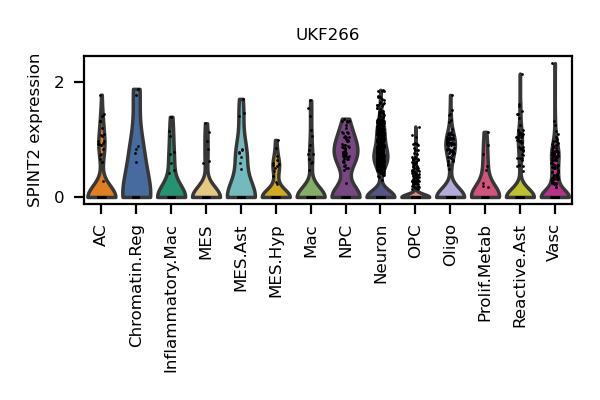 UKF266
SPINT2 expression
2
0
AC
Chromatin.Reg
Inflammatory.Mac
MES
MES.Ast
MES.Hyp
Mac
NPC
Neuron
OPC
Oligo
Prolif.Metab
Reactive.Ast
Vasc